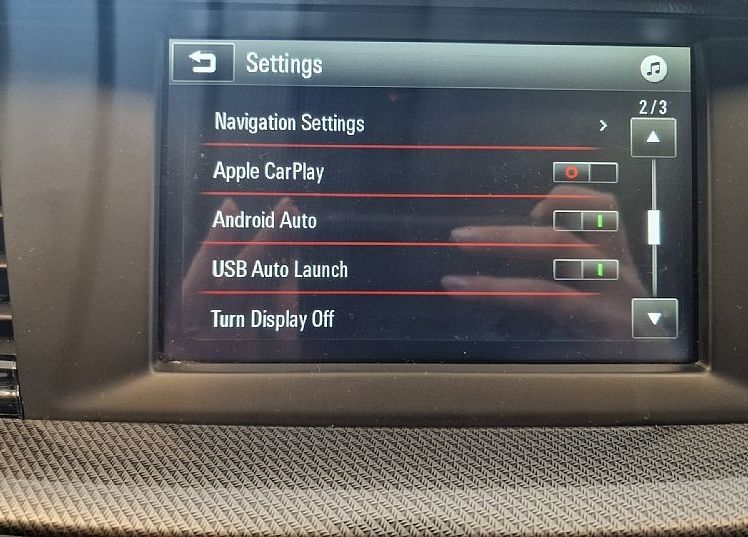 Settings
2/3
Navigation Settings
Apple CarPlay
Android Auto
USB Auto Launch
Turn Display Off